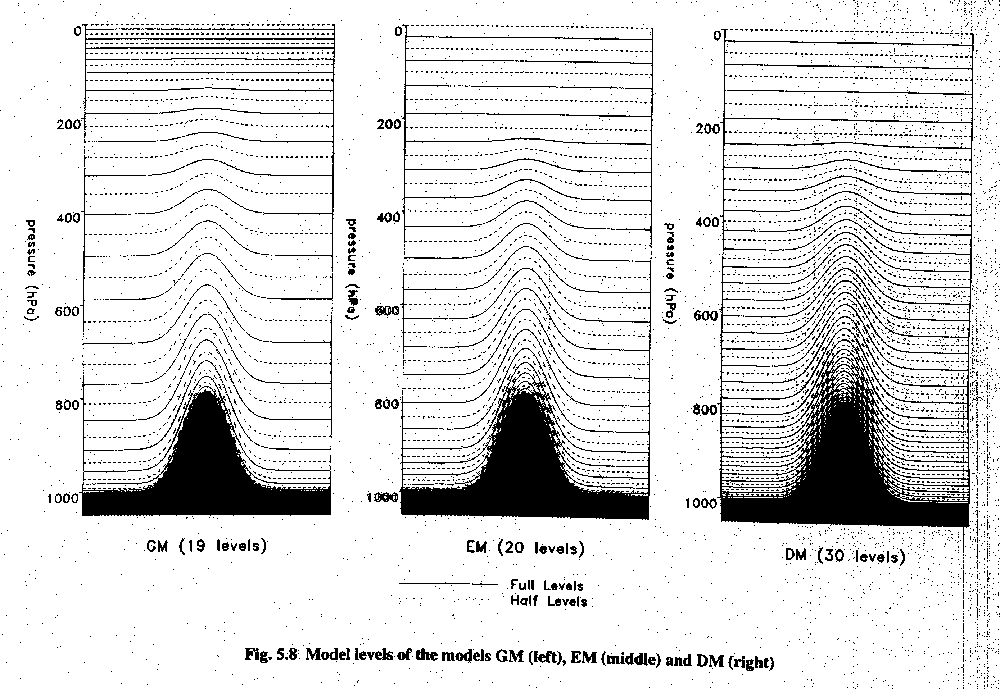 0
200
400
600
800
1000
pressure (hPa)
GM (19 levels)
0
200
400
600
800
1000
pressure (hPa)
EM (20 levels)
0
200
400
600
800
1000
pressure (hPa)
DM (30 levels)
Full Levels
Half Levels
Fig. 5.8 Model levels of the models GM (left), EM (middle) and DM (right)